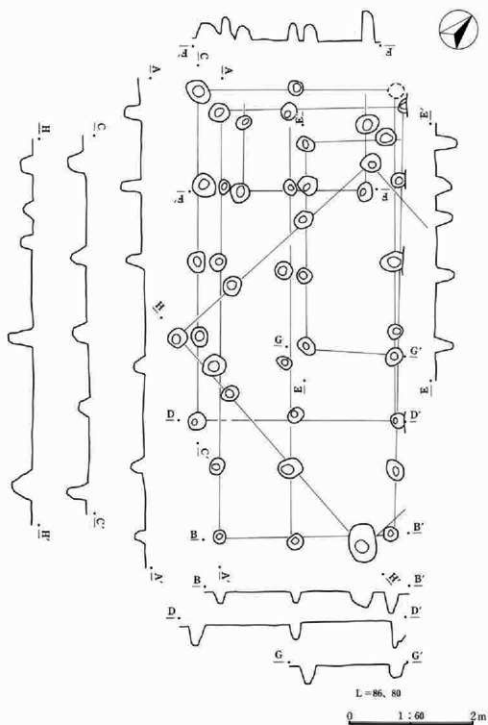 F' F
C A
A
E
E'
H C
F' F
H
G G'
E E
D D'
C'
B B'
A' H'
H' C' A'
B B'
D D'
G G'
L=86、80
0 1:60 2m